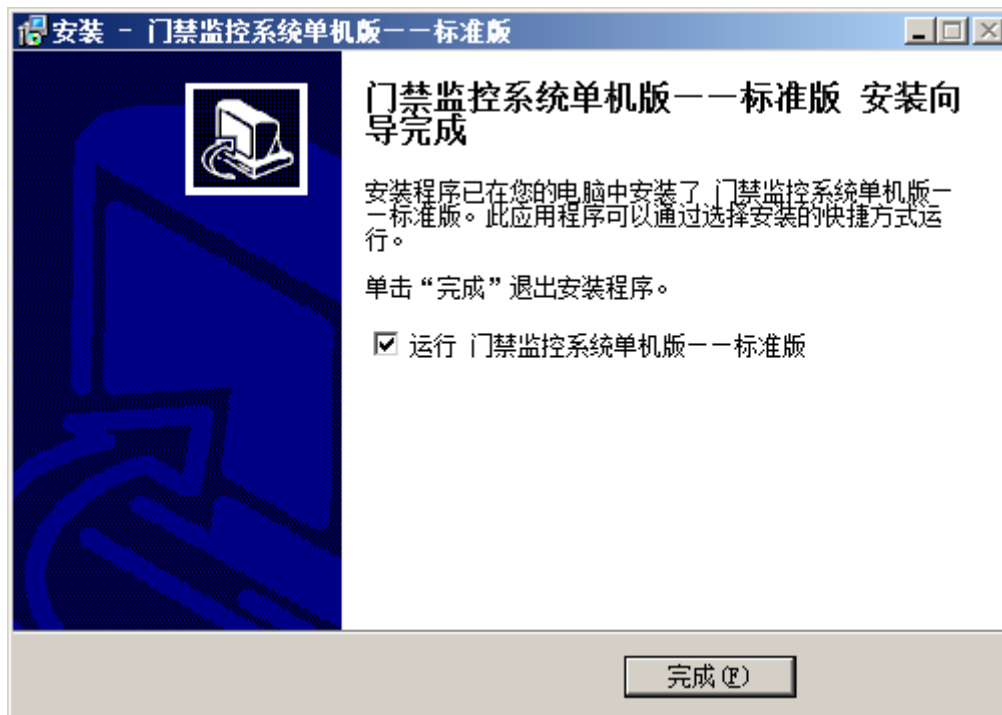 安装 - 门禁监控系统单机版——标准版
门禁监控系统单机版——标准版 安装向
导完成
安装程序已在您的电脑中安装了 门禁监控系统单机版—
—标准版。此应用程序可以通过选择安装的快捷方式运
行。
单击“完成”退出安装程序。
运行 门禁监控系统单机版——标准版
完成(F)